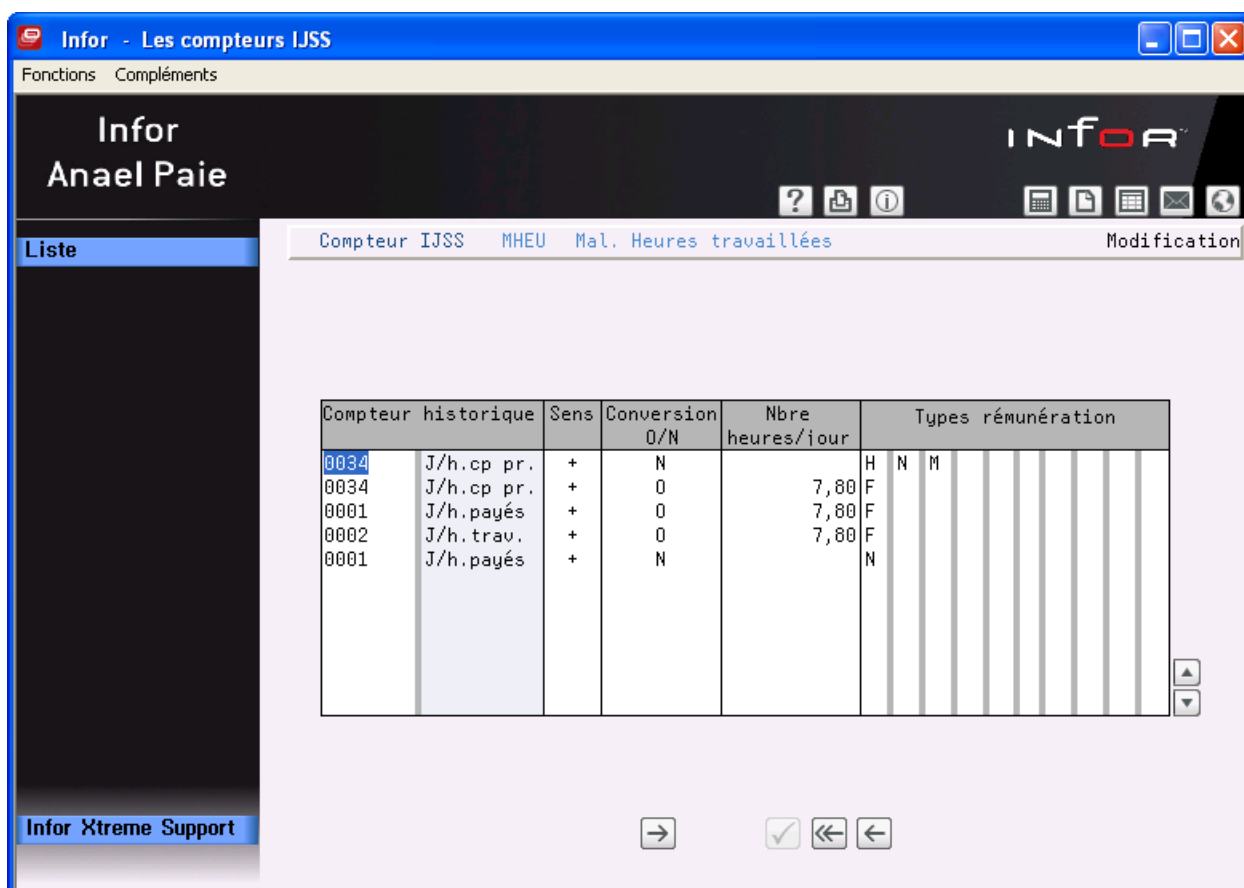 Infor - Les compteurs IJSS
Fonctions Compléments
Infor
Anael Paie
infor
Liste
Compteur IJSS MHEU Mal. Heures travaillées Modification
Compteur historique Sens Conversion O/N Nbre heures/jour Types rémunération
0034 J/h.cp pr. + N H N M
0034 J/h.cp pr. + O 7,80 F
0001 J/h.payés + O 7,80 F
0002 J/h.trav. + O 7,80 F
0001 J/h.payés + N N
Infor Xtreme Support